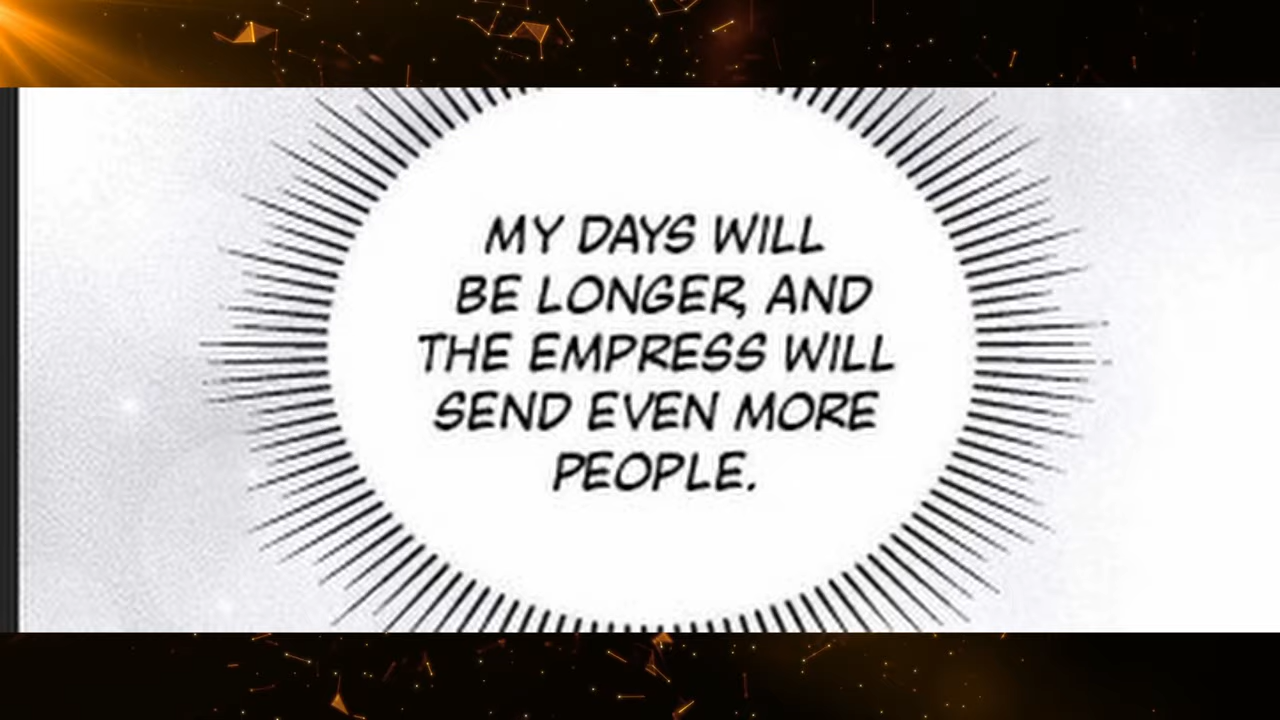 MY DAYS WILL
BE LONGER, AND
THE EMPRESS WILL
SEND EVEN MORE
PEOPLE.